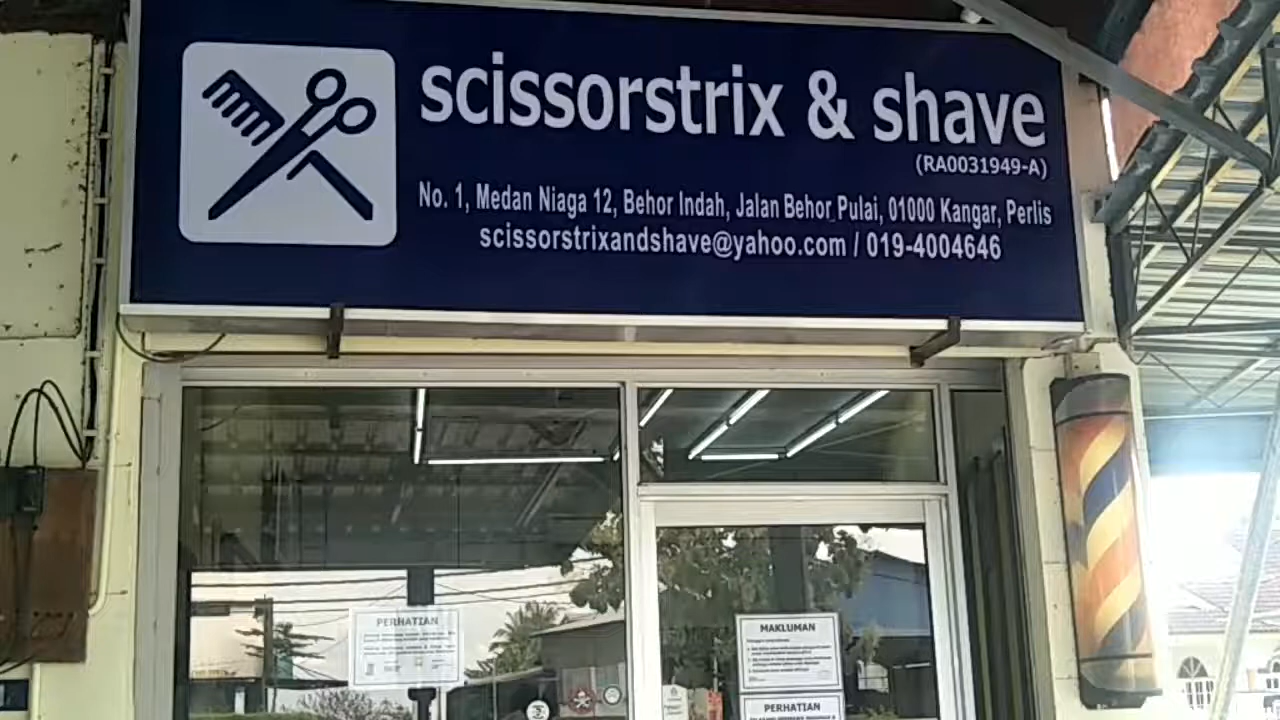 scissorstrix & shave
(RA0031949-A)
No. 1, Medan Niaga 12, Behor Indah, Jalan Behor Pulai, 01000 Kangar, Perlis
scissorstrixandshave@yahoo.com / 019-4004646
PERHATIAN
MAKLUMAN
PERHATIAN